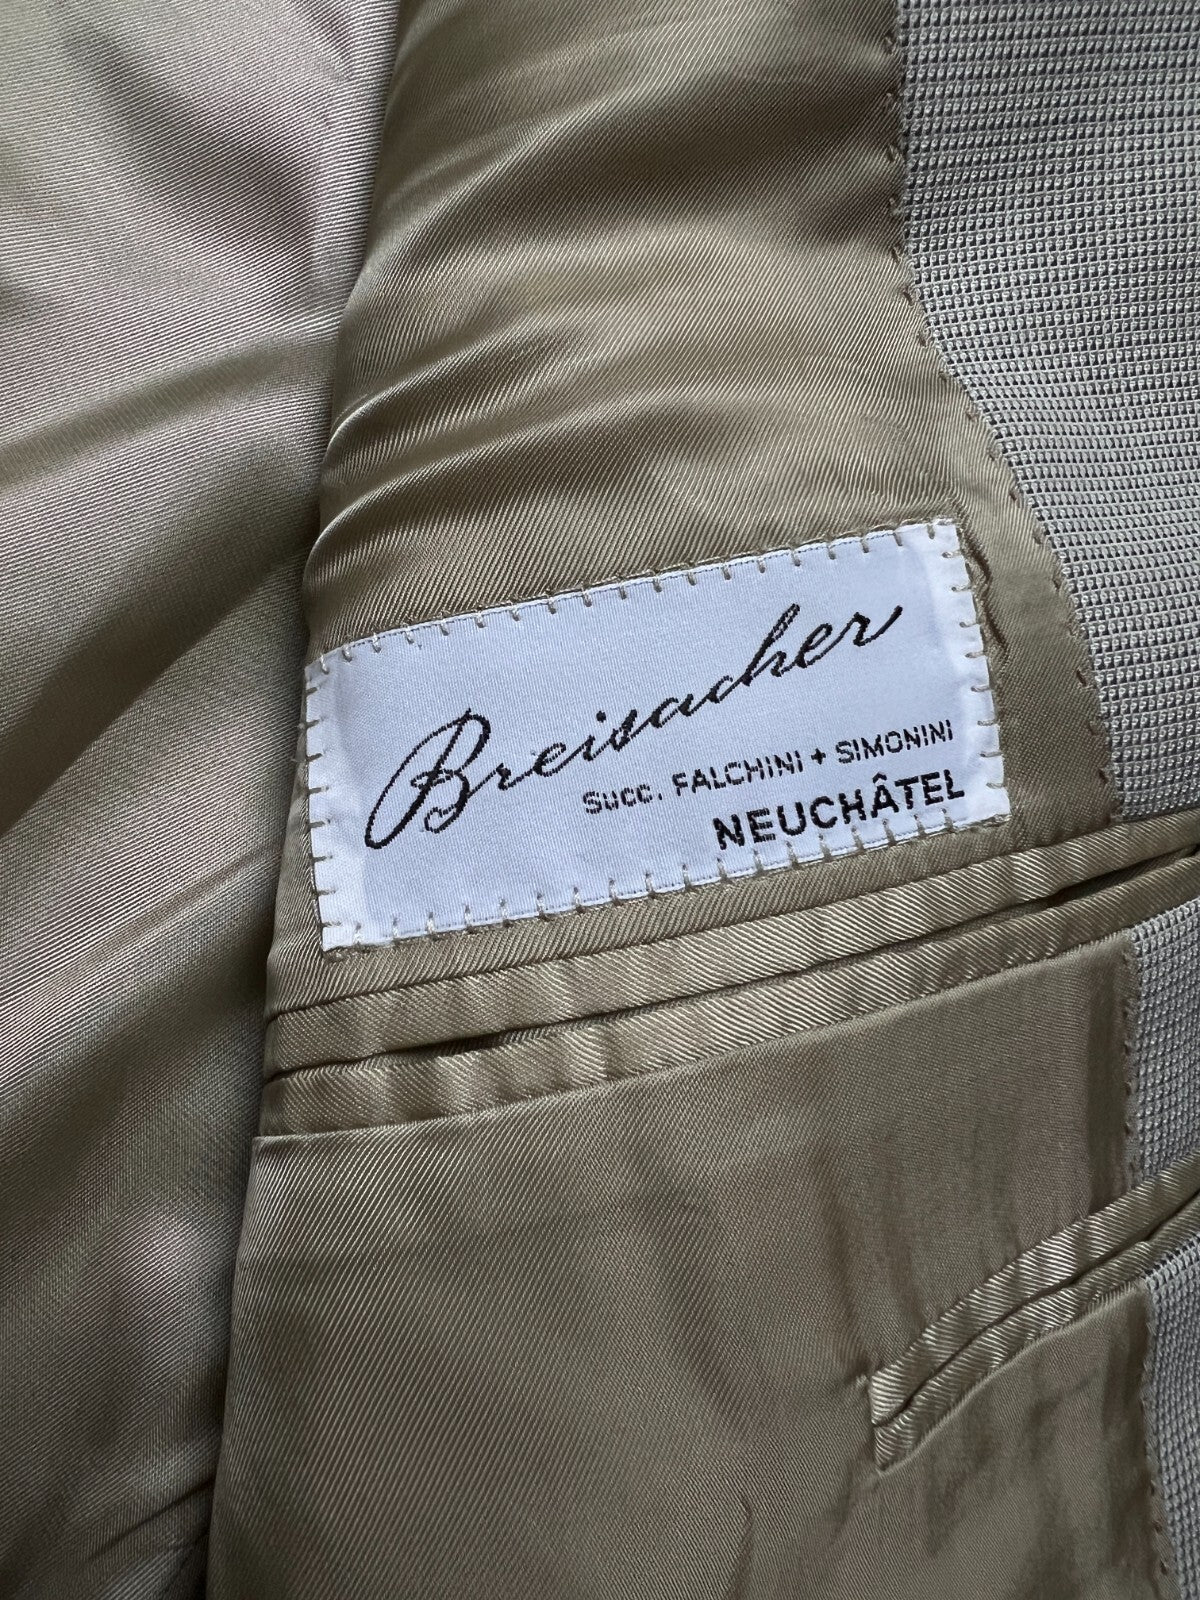 Breisacher
Succ. FALCHINI + SIMONINI
NEUCHÂTEL